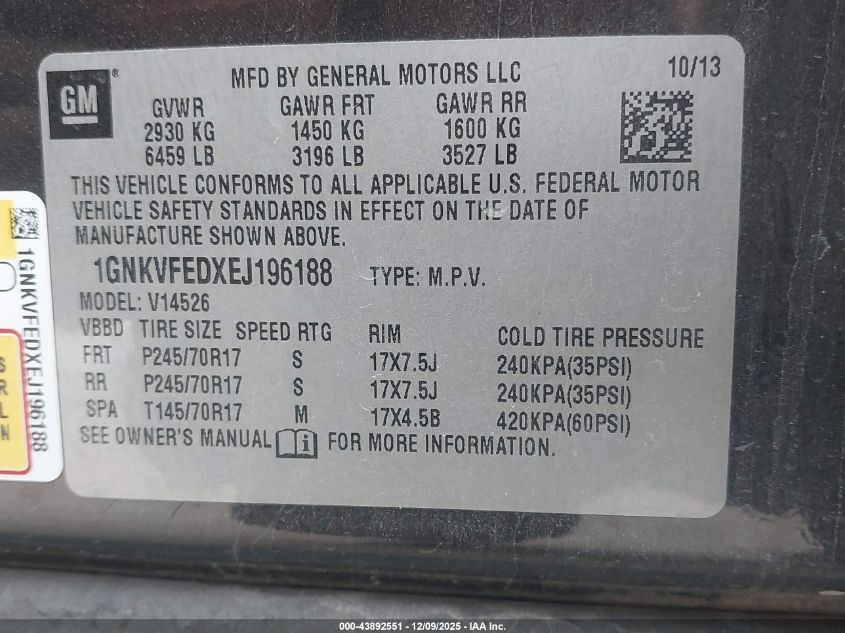 GM ® MFD BY GENERAL MOTORS LLC 10/13
GVWR GAWR FRT GAWR RR
2930 KG 1450 KG 1600 KG
6459 LB 3196 LB 3527 LB
THIS VEHICLE CONFORMS TO ALL APPLICABLE U.S. FEDERAL MOTOR
VEHICLE SAFETY STANDARDS IN EFFECT ON THE DATE OF
MANUFACTURE SHOWN ABOVE.
1GNKVFEDXEJ196188 TYPE: M.P.V.
MODEL: V14526
VBBD TIRE SIZE SPEED RTG RIM COLD TIRE PRESSURE
FRT P245/70R17 S 17X7.5J 240KPA(35PSI)
RR P245/70R17 S 17X7.5J 240KPA(35PSI)
SPA T145/70R17 M 17X4.5B 420KPA(60PSI)
SEE OWNER'S MANUAL i FOR MORE INFORMATION.
1GNKVFEDXEJ196188
S
R
L
N
000-43892551 - 12/09/2025 - IAA Inc.